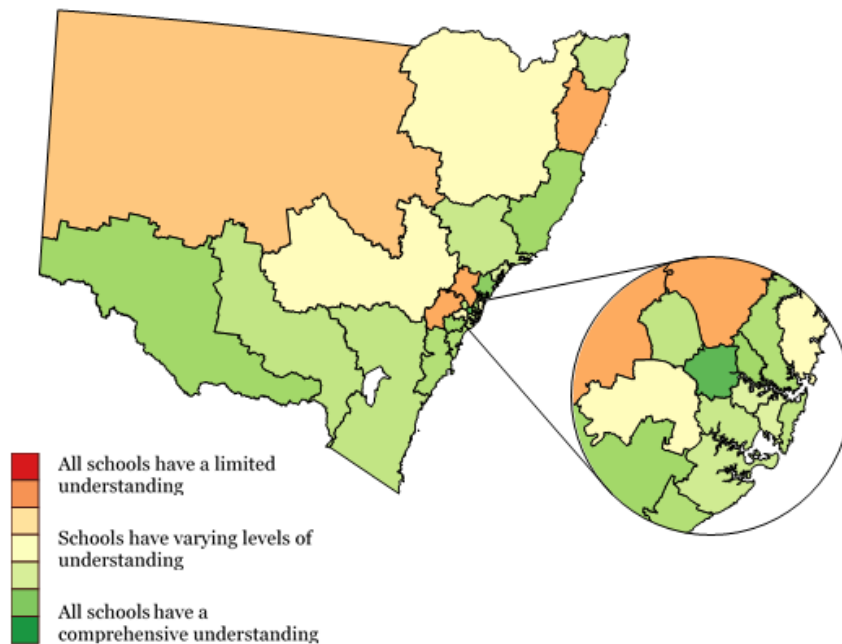 All schools have a limited
understanding
Schools have varying levels of
understanding
All schools have a
comprehensive understanding